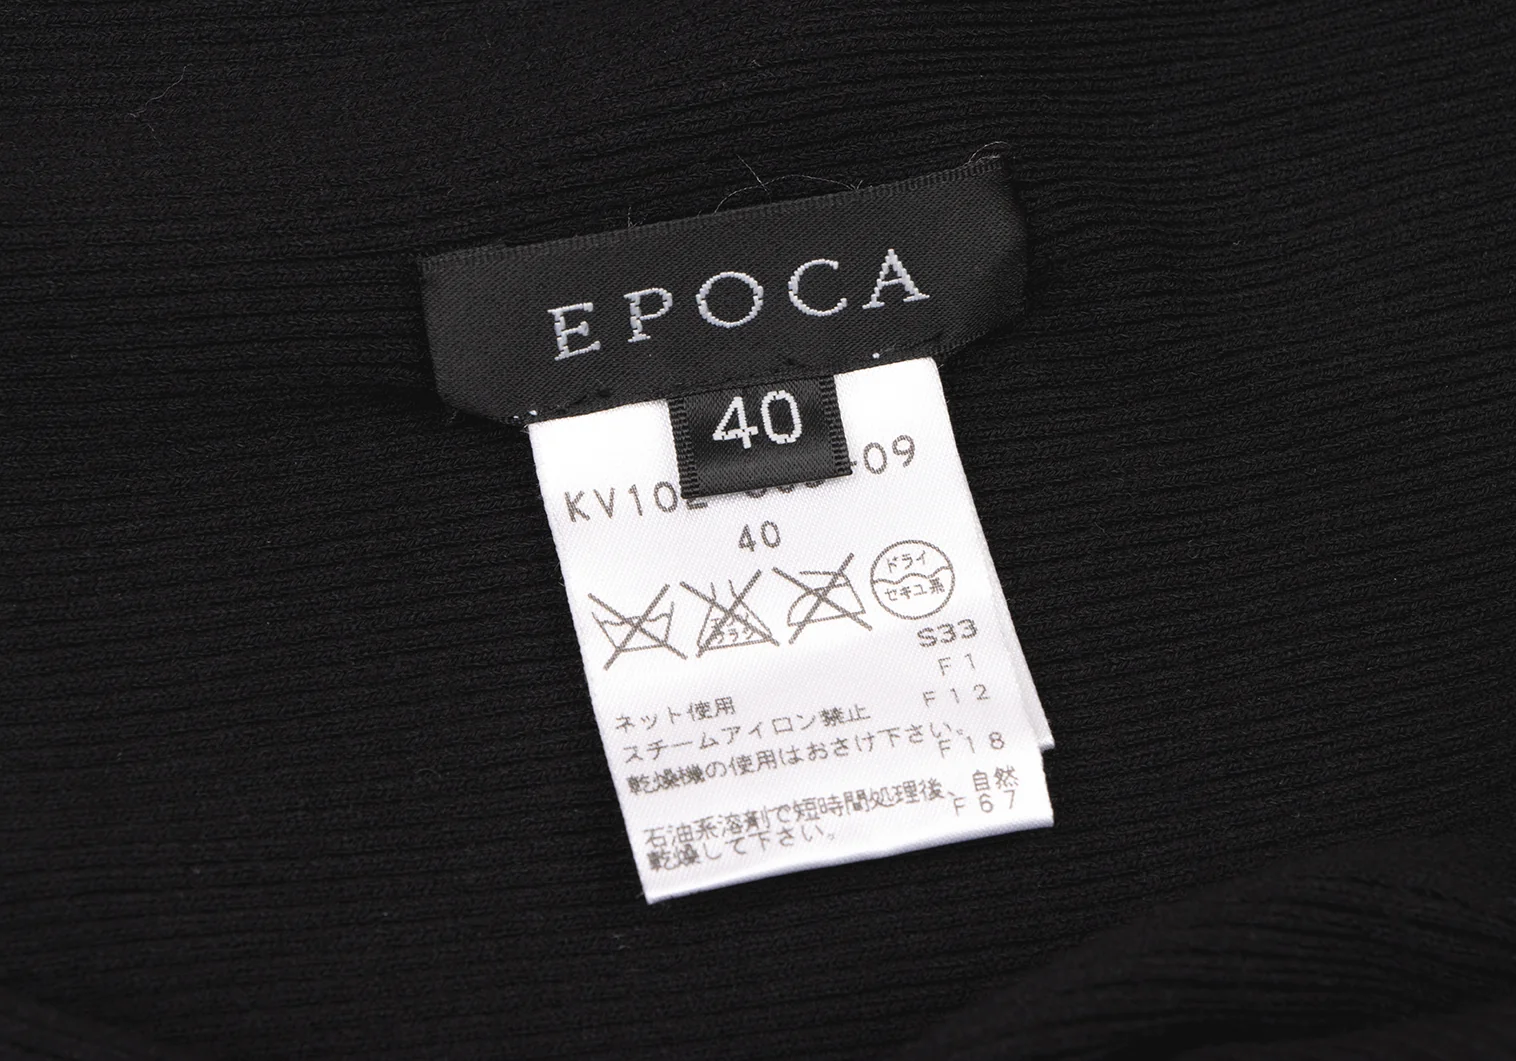 EPOCA
40
KV10 -09
40
ドライ
セキユ系
S33
F1
F12
ネット使用
スチームアイロン禁止
乾燥機の使用はおさけ下さい。
F18
石油系溶剤で短時間処理後、自然
F67
乾燥して下さい。